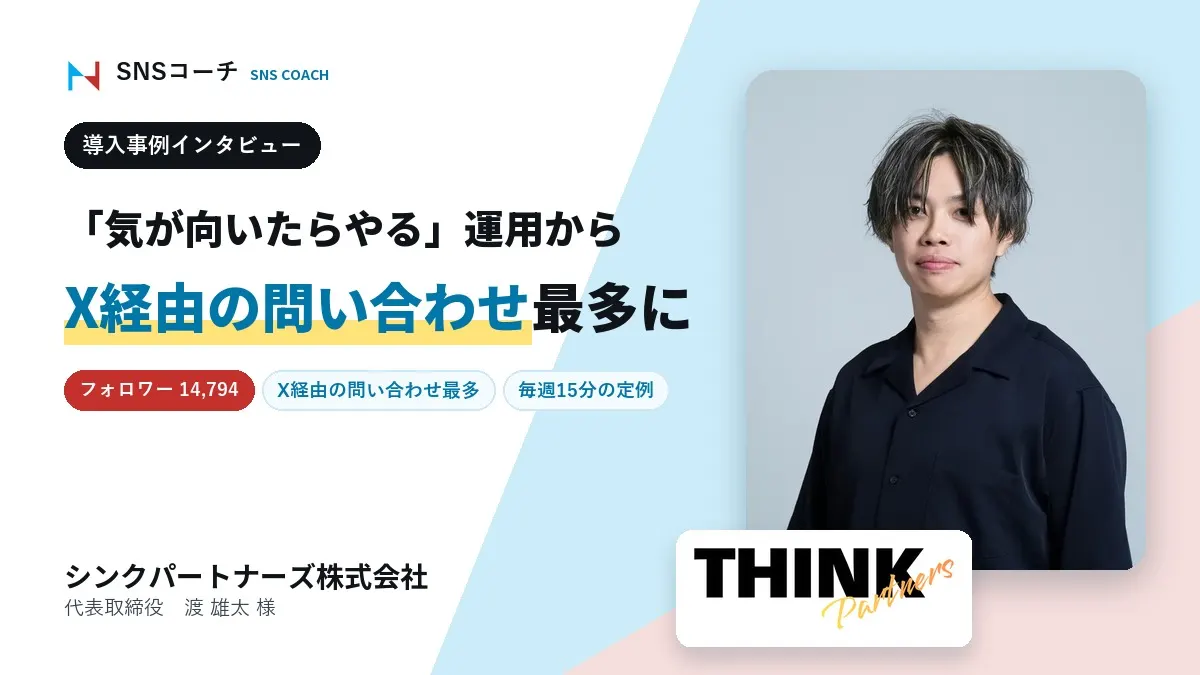 SNSコーチ SNS COACH
導入事例インタビュー
「気が向いたらやる」運用から
X経由の問い合わせ最多に
フォロワー 14,794 X経由の問い合わせ最多 毎週15分の定例
シンクパートナーズ株式会社
代表取締役 渡 雄太 様
THINK
Partners